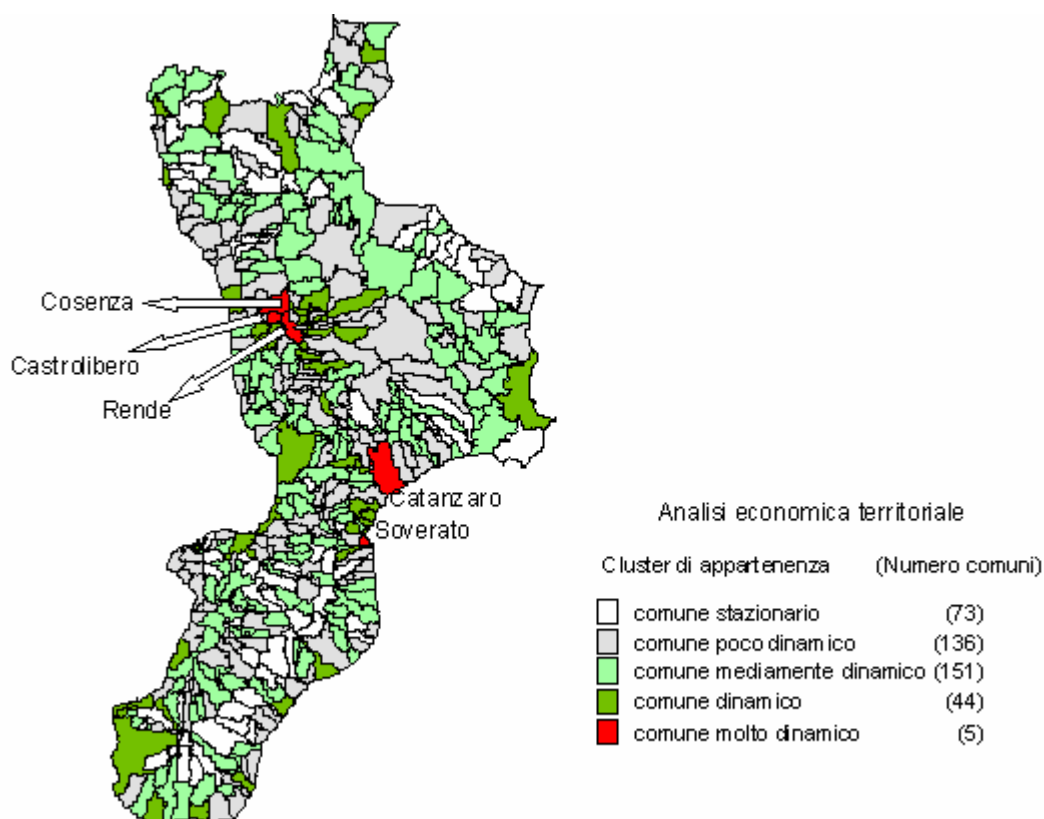 Cosenza
Castrolibero
Rende
Catanzaro
Soverato
Analisi economica territoriale
Cluster di appartenenza (Numero comuni)
comune stazionario (73)
comune poco dinamico (136)
comune mediamente dinamico (151)
comune dinamico (44)
comune molto dinamico (5)